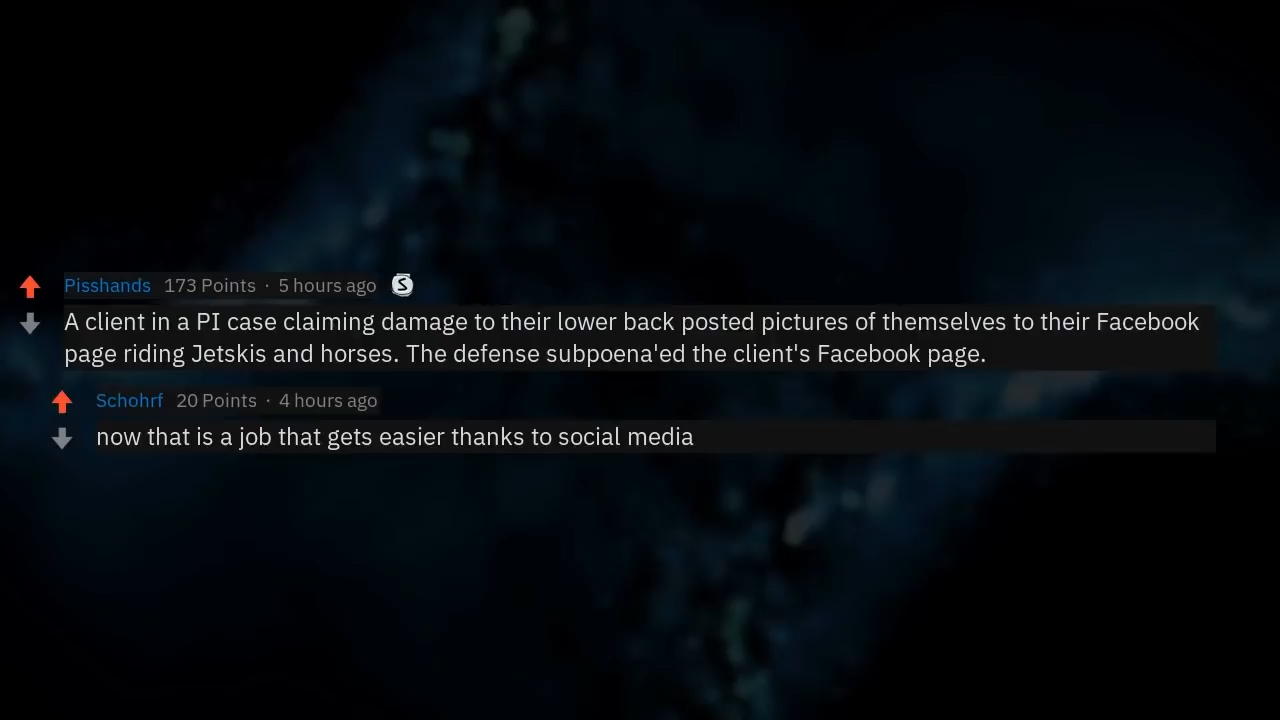 Pisshands 173 Points · 5 hours ago S
A client in a PI case claiming damage to their lower back posted pictures of themselves to their Facebook
page riding Jetskis and horses. The defense subpoena'ed the client's Facebook page.
Schohrf 20 Points · 4 hours ago
now that is a job that gets easier thanks to social media